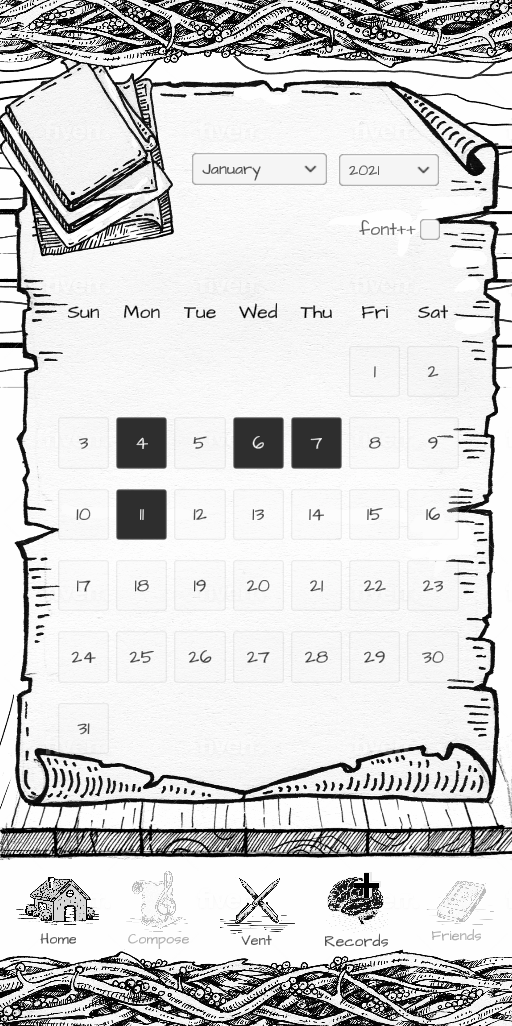 January 2021
font++
Sun Mon Tue Wed Thu Fri Sat
1 2
3 4 5 6 7 8 9
10 11 12 13 14 15 16
17 18 19 20 21 22 23
24 25 26 27 28 29 30
31
Home Compose Vent Records Friends